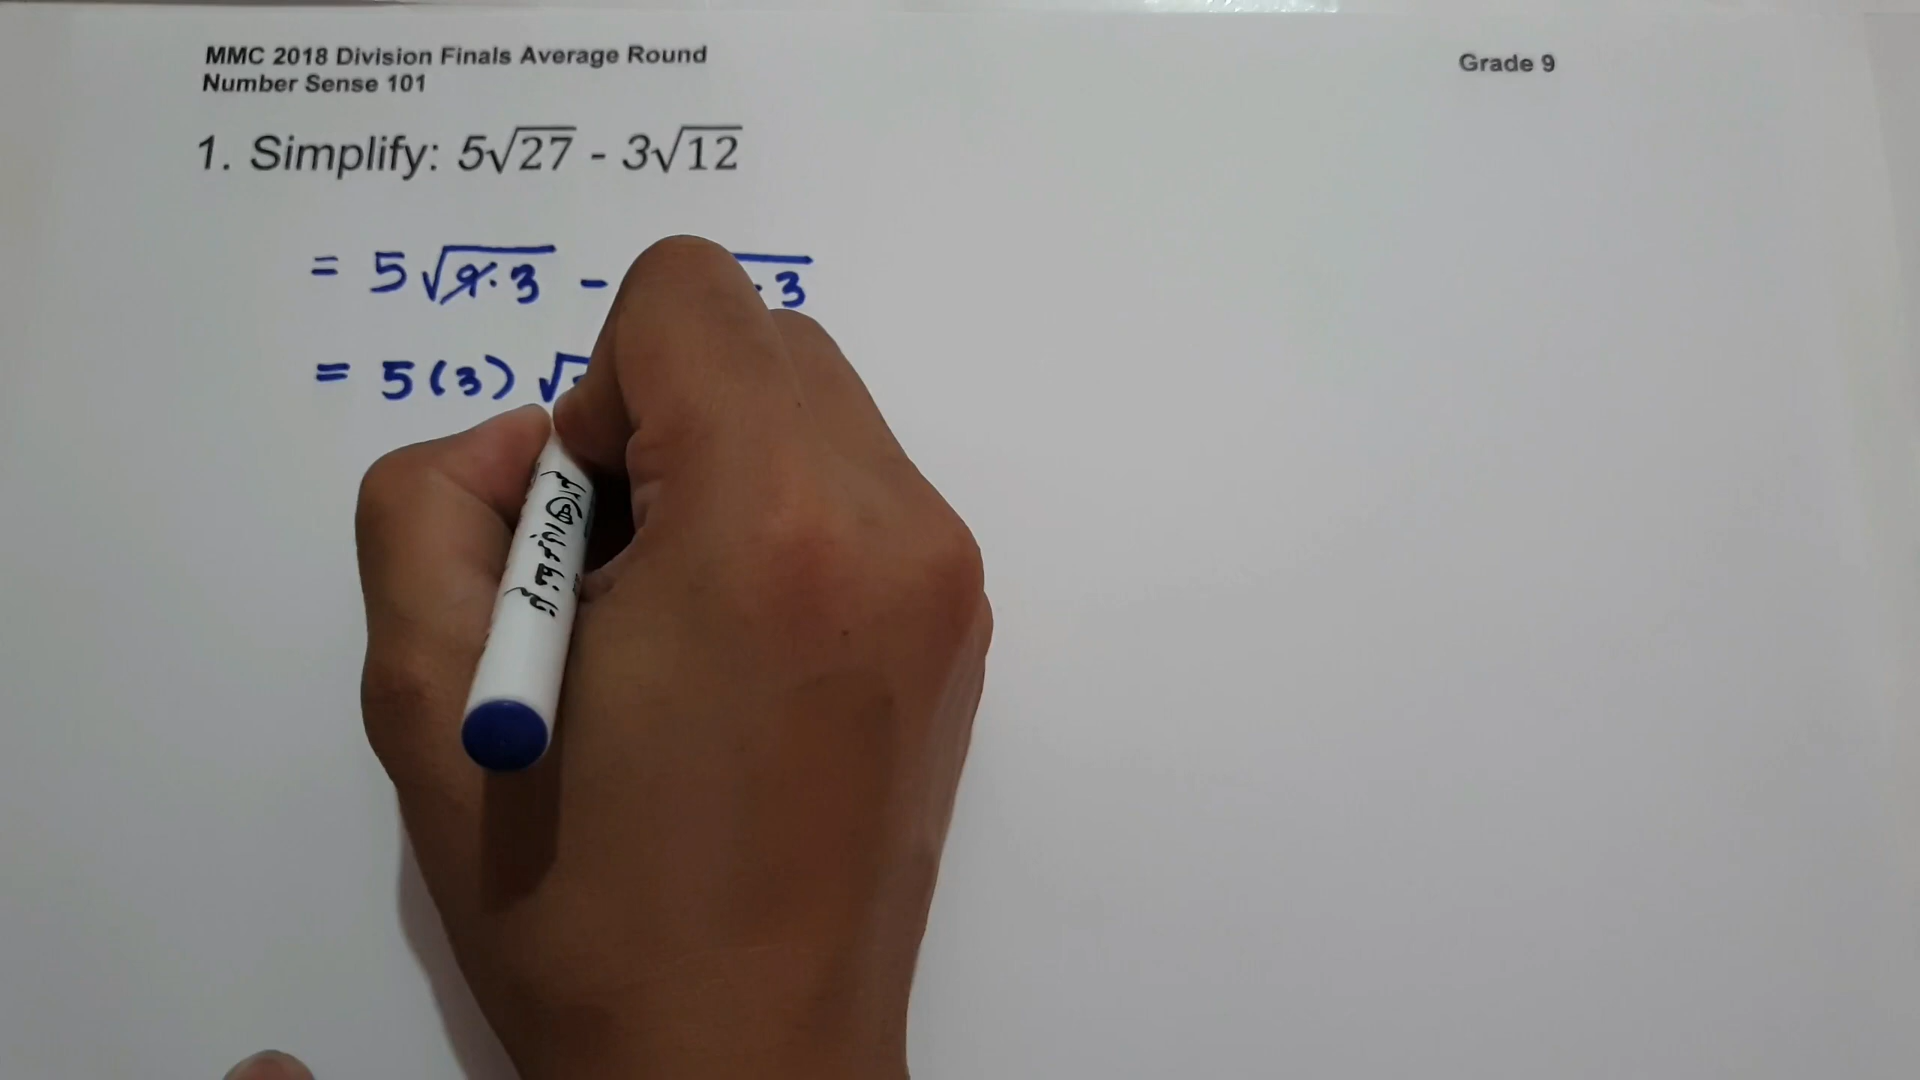 MMC 2018 Division Finals Average Round
Grade 9
Number Sense 101
1. Simplify: 5√27 - 3√12
= 5√9·3 - ·3
= 5(3)√